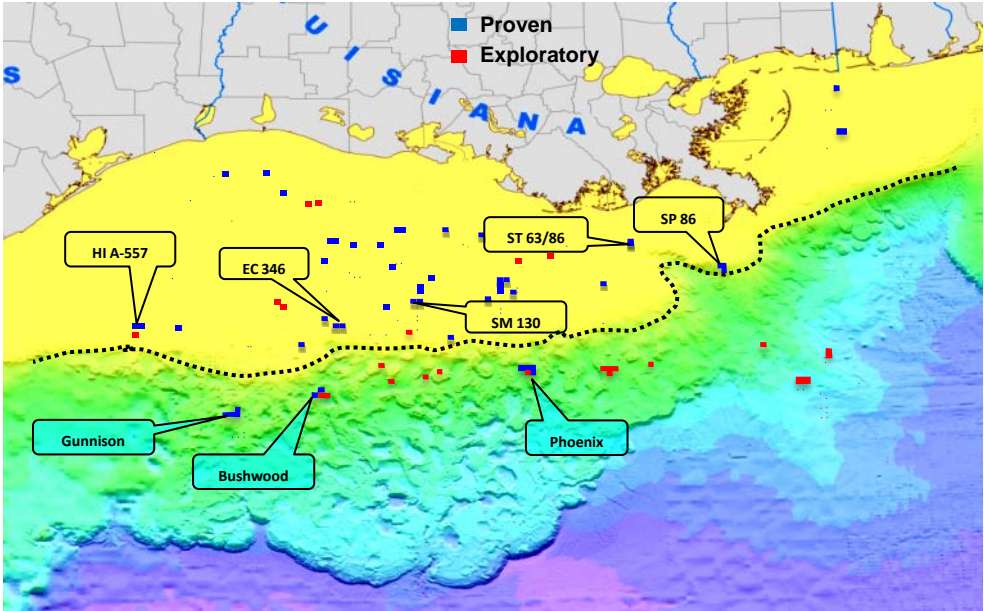 Proven
Exploratory
S
U I S I A N A
ST 63/86
SP 86
HI A-557
EC 346
SM 130
Gunnison
Phoenix
Bushwood